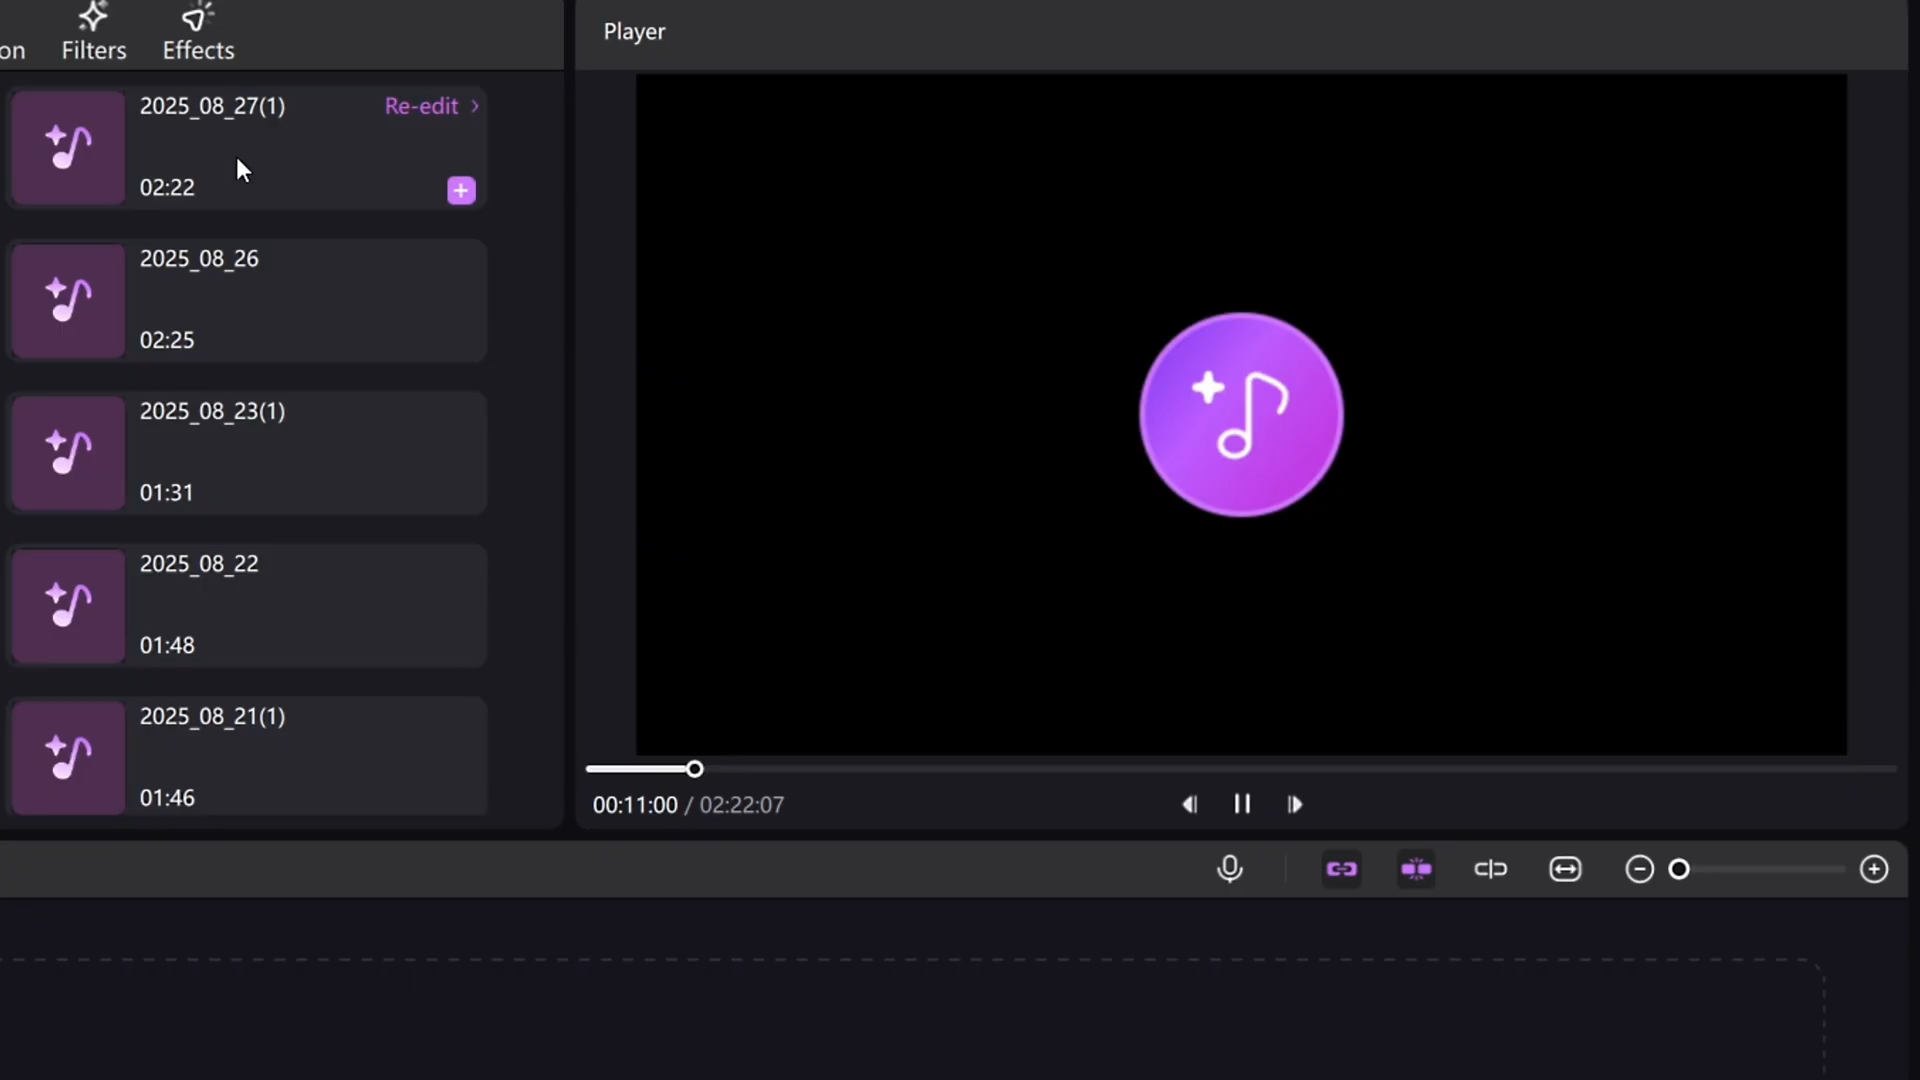 on
Filters
Effects
2025_08_27(1)
Re-edit
02:22
2025_08_26
02:25
2025_08_23(1)
01:31
2025_08_22
01:48
2025_08_21(1)
01:46
Player
00:11:00 / 02:22:07